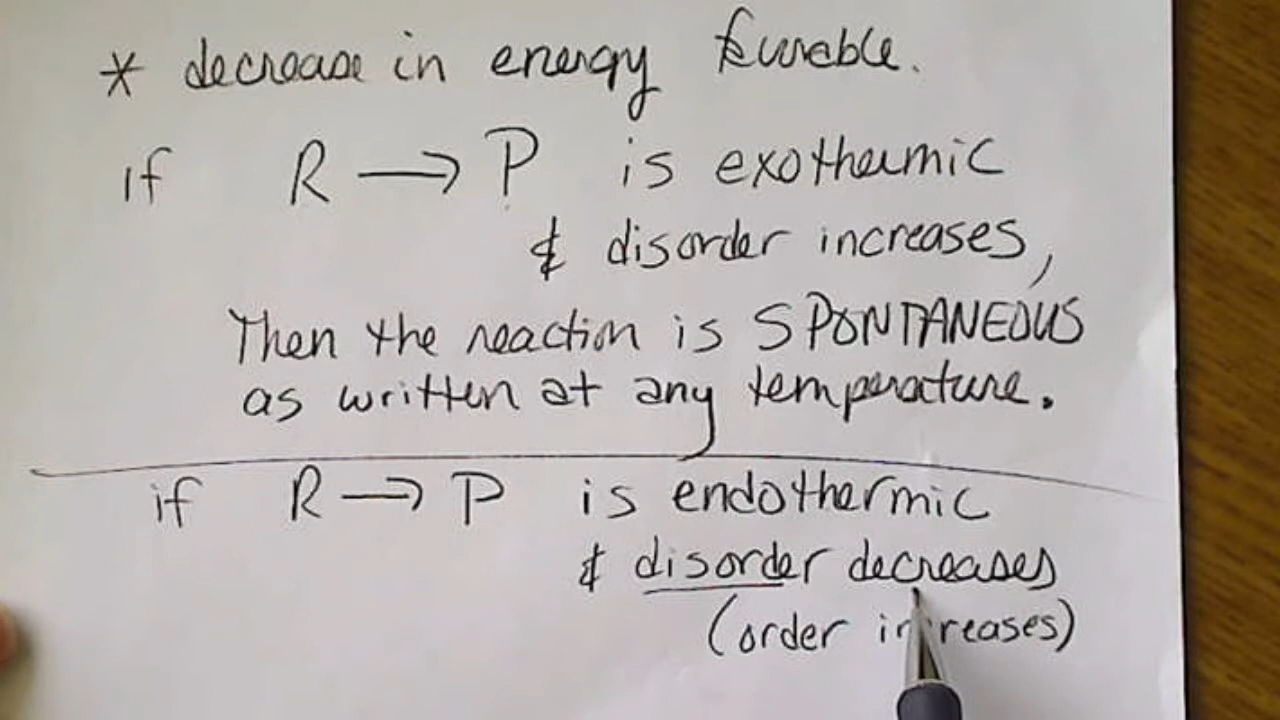 * decrease in energy favurable.
if R → P is exothermic
& disorder increases,
Then the reaction is SPONTANEOUS
as written at any temperature.
if R → P is endothermic
& disorder decreases
(order increases)